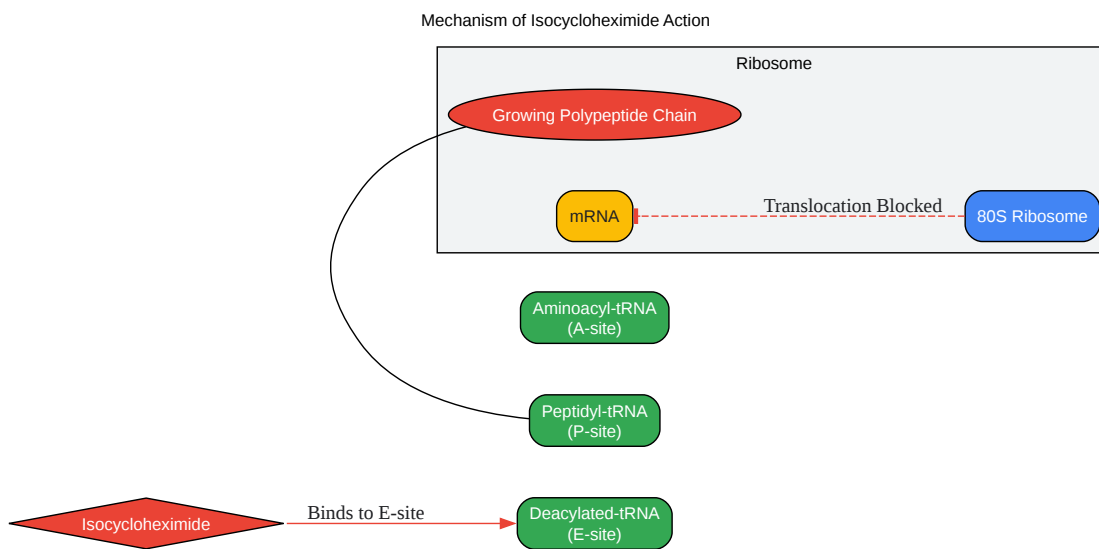 Mechanism of Isocycloheximide Action
Ribosome
Growing Polypeptide Chain
mRNA
Translocation Blocked
80S Ribosome
Aminoacyl-tRNA
(A-site)
Peptidyl-tRNA
(P-site)
Isocycloheximide
Binds to E-site
Deacylated-tRNA
(E-site)